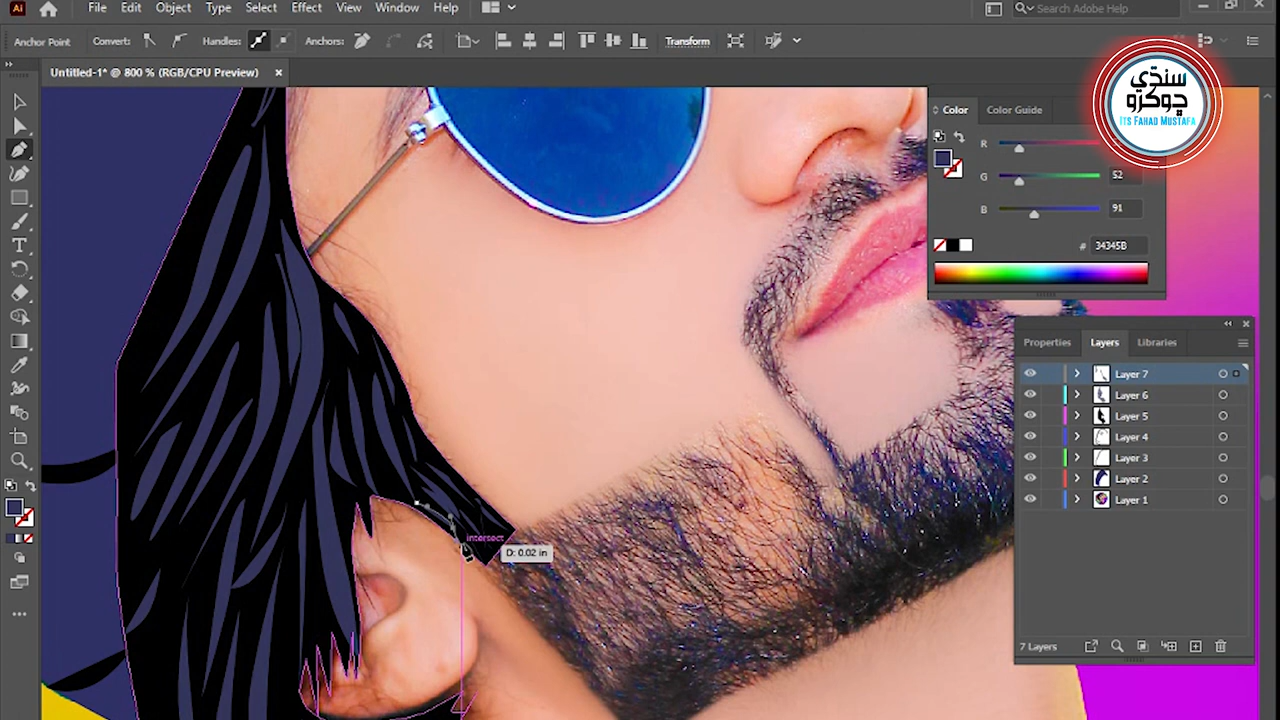 Ai File Edit Object Type Select Effect View Window Help Search Adobe Help
Anchor Point Convert: Handles: Anchors: Transform
Untitled-1* @ 800 % (RGB/CPU Preview) ×
سنڌي
ڇوڪرو
ITS FAHAD MUSTAFA
Color Color Guide
R
G 52
B 91
# 34345B
Properties Layers Libraries
Layer 7
Layer 6
Layer 5
Layer 4
Layer 3
Layer 2
Layer 1
intersect
D: 0.02 in
7 Layers